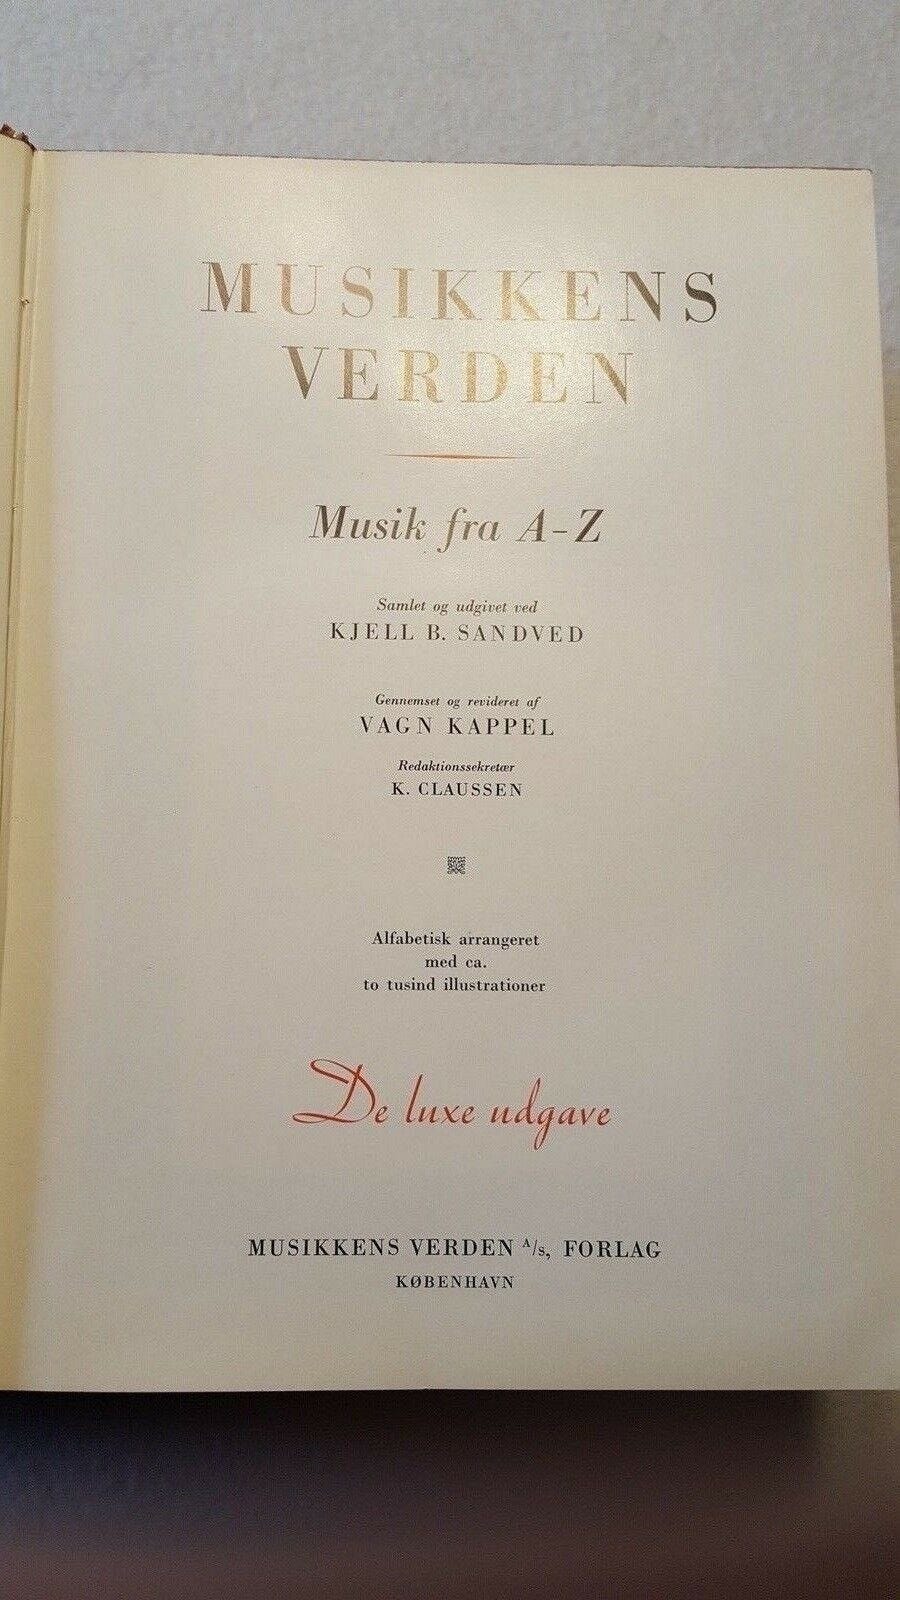 MUSIKKENS
VERDEN
Musik fra A-Z
Samlet og udgivet ved
KJELL B. SANDVED
Gennemset og revideret af
VAGN KAPPEL
Redaktionssekretær
K. CLAUSSEN
Alfabetisk arrangeret
med ca.
to tusind illustrationer
De luxe udgave
MUSIKKENS VERDEN A/s, FORLAG
KØBENHAVN